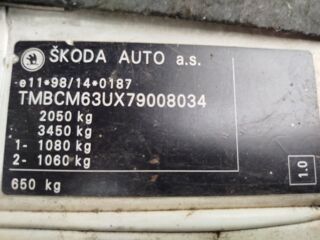 ŠKODA AUTO a.s.
e11*98/14*0187
TMBCM63UX79008034
2050 kg
3450 kg
1- 1080 kg
2- 1060 kg
650 kg
1.0